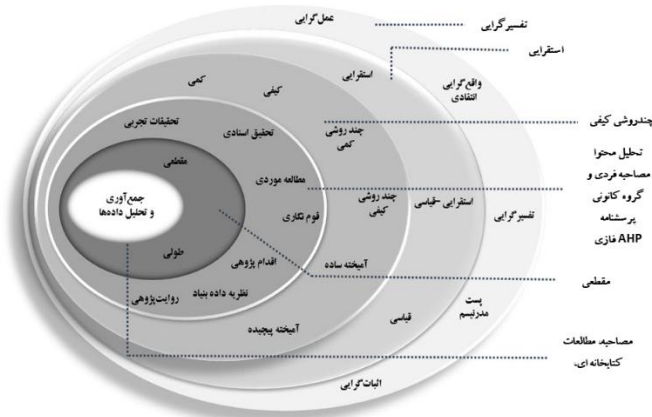 عمل‌گرایی
تفسیرگرایی
استقرایی
استقرایی
واقع‌گرایی
انتقادی
کمی
کیفی
چند روشی
کمی
چندروشی کیفی
تحقیقات تجربی
تحقیق اسنادی
تحلیل محتوا
مصاحبه فردی و
گروه کانونی
پرسشنامه
AHP فازی
مقطعی
مطالعه موردی
چند روشی
کیفی
استقرایی -قیاسی
تفسیرگرایی
جمع‌آوری
و تحلیل داده‌ها
قوم نگاری
طولی
اقدام پژوهی
آمیخته ساده
مقطعی
روایت‌پژوهی
نظریه داده بنیاد
پست
مدرنیسم
قیاسی
آمیخته پیچیده
مصاحبه، مطالعات
کتابخانه ای،
اثبات‌گرایی